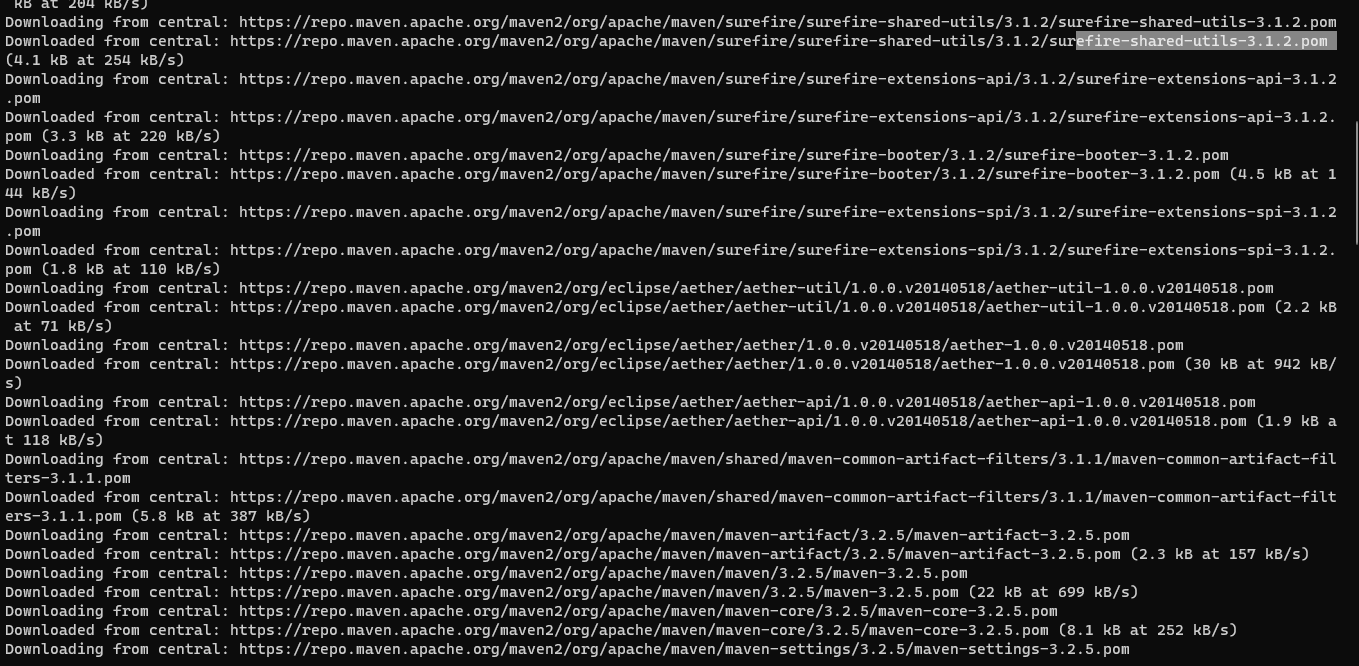 kB at 204 kB/s)
Downloading from central: https://repo.maven.apache.org/maven2/org/apache/maven/surefire/surefire-shared-utils/3.1.2/surefire-shared-utils-3.1.2.pom
Downloaded from central: https://repo.maven.apache.org/maven2/org/apache/maven/surefire/surefire-shared-utils/3.1.2/surefire-shared-utils-3.1.2.pom
(4.1 kB at 254 kB/s)
Downloading from central: https://repo.maven.apache.org/maven2/org/apache/maven/surefire/surefire-extensions-api/3.1.2/surefire-extensions-api-3.1.2
.pom
Downloaded from central: https://repo.maven.apache.org/maven2/org/apache/maven/surefire/surefire-extensions-api/3.1.2/surefire-extensions-api-3.1.2.
pom (3.3 kB at 220 kB/s)
Downloading from central: https://repo.maven.apache.org/maven2/org/apache/maven/surefire/surefire-booter/3.1.2/surefire-booter-3.1.2.pom
Downloaded from central: https://repo.maven.apache.org/maven2/org/apache/maven/surefire/surefire-booter/3.1.2/surefire-booter-3.1.2.pom (4.5 kB at 1
44 kB/s)
Downloading from central: https://repo.maven.apache.org/maven2/org/apache/maven/surefire/surefire-extensions-spi/3.1.2/surefire-extensions-spi-3.1.2
.pom
Downloaded from central: https://repo.maven.apache.org/maven2/org/apache/maven/surefire/surefire-extensions-spi/3.1.2/surefire-extensions-spi-3.1.2.
pom (1.8 kB at 110 kB/s)
Downloading from central: https://repo.maven.apache.org/maven2/org/eclipse/aether/aether-util/1.0.0.v20140518/aether-util-1.0.0.v20140518.pom
Downloaded from central: https://repo.maven.apache.org/maven2/org/eclipse/aether/aether-util/1.0.0.v20140518/aether-util-1.0.0.v20140518.pom (2.2 kB
 at 71 kB/s)
Downloading from central: https://repo.maven.apache.org/maven2/org/eclipse/aether/aether/1.0.0.v20140518/aether-1.0.0.v20140518.pom
Downloaded from central: https://repo.maven.apache.org/maven2/org/eclipse/aether/aether/1.0.0.v20140518/aether-1.0.0.v20140518.pom (30 kB at 942 kB/
s)
Downloading from central: https://repo.maven.apache.org/maven2/org/eclipse/aether/aether-api/1.0.0.v20140518/aether-api-1.0.0.v20140518.pom
Downloaded from central: https://repo.maven.apache.org/maven2/org/eclipse/aether/aether-api/1.0.0.v20140518/aether-api-1.0.0.v20140518.pom (1.9 kB a
t 118 kB/s)
Downloading from central: https://repo.maven.apache.org/maven2/org/apache/maven/shared/maven-common-artifact-filters/3.1.1/maven-common-artifact-fil
ters-3.1.1.pom
Downloaded from central: https://repo.maven.apache.org/maven2/org/apache/maven/shared/maven-common-artifact-filters/3.1.1/maven-common-artifact-filt
ers-3.1.1.pom (5.8 kB at 387 kB/s)
Downloading from central: https://repo.maven.apache.org/maven2/org/apache/maven/maven-artifact/3.2.5/maven-artifact-3.2.5.pom
Downloaded from central: https://repo.maven.apache.org/maven2/org/apache/maven/maven-artifact/3.2.5/maven-artifact-3.2.5.pom (2.3 kB at 157 kB/s)
Downloading from central: https://repo.maven.apache.org/maven2/org/apache/maven/maven/3.2.5/maven-3.2.5.pom
Downloaded from central: https://repo.maven.apache.org/maven2/org/apache/maven/maven/3.2.5/maven-3.2.5.pom (22 kB at 699 kB/s)
Downloading from central: https://repo.maven.apache.org/maven2/org/apache/maven/maven-core/3.2.5/maven-core-3.2.5.pom
Downloaded from central: https://repo.maven.apache.org/maven2/org/apache/maven/maven-core/3.2.5/maven-core-3.2.5.pom (8.1 kB at 252 kB/s)
Downloading from central: https://repo.maven.apache.org/maven2/org/apache/maven/maven-settings/3.2.5/maven-settings-3.2.5.pom